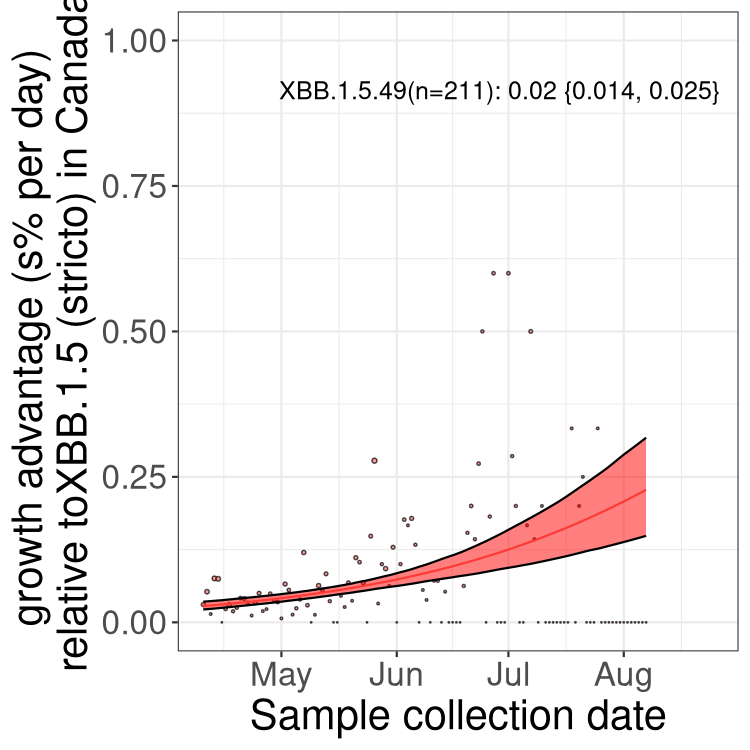 1.00
XBB.1.5.49(n=211): 0.02 {0.014, 0.025}
0.75
0.50
0.25
0.00
growth advantage (s% per day)
relative toXBB.1.5 (stricto) in Canada
May Jun Jul Aug
Sample collection date